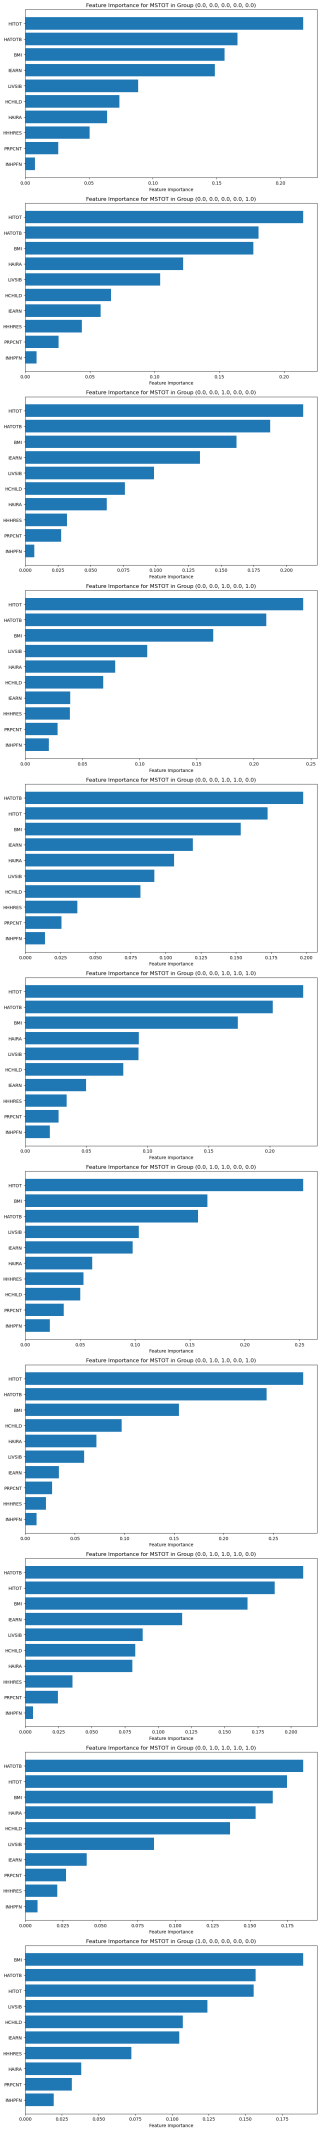 Feature Importance for MSTOT in Group (0.0, 0.0, 0.0, 0.0, 0.0)
HITOT
HATOTB
BMI
IEARN
LIVSIB
HCHILD
HAIRA
HHHRES
PRPCNT
INHPFN
0.00 0.05 0.10 0.15 0.20
Feature Importance
Feature Importance for MSTOT in Group (0.0, 0.0, 0.0, 0.0, 1.0)
HITOT
HATOTB
BMI
HAIRA
LIVSIB
HCHILD
IEARN
HHHRES
PRPCNT
INHPFN
0.00 0.05 0.10 0.15 0.20
Feature Importance
Feature Importance for MSTOT in Group (0.0, 0.0, 1.0, 0.0, 0.0)
HITOT
HATOTB
BMI
IEARN
LIVSIB
HCHILD
HAIRA
HHHRES
PRPCNT
INHPFN
0.000 0.025 0.050 0.075 0.100 0.125 0.150 0.175 0.200
Feature Importance
Feature Importance for MSTOT in Group (0.0, 0.0, 1.0, 0.0, 1.0)
HITOT
HATOTB
BMI
LIVSIB
HAIRA
HCHILD
IEARN
HHHRES
PRPCNT
INHPFN
0.00 0.05 0.10 0.15 0.20 0.25
Feature Importance
Feature Importance for MSTOT in Group (0.0, 0.0, 1.0, 1.0, 0.0)
HATOTB
HITOT
BMI
IEARN
HAIRA
LIVSIB
HCHILD
HHHRES
PRPCNT
INHPFN
0.000 0.025 0.050 0.075 0.100 0.125 0.150 0.175 0.200
Feature Importance
Feature Importance for MSTOT in Group (0.0, 0.0, 1.0, 1.0, 1.0)
HITOT
HATOTB
BMI
HAIRA
LIVSIB
HCHILD
IEARN
HHHRES
PRPCNT
INHPFN
0.00 0.05 0.10 0.15 0.20
Feature Importance
Feature Importance for MSTOT in Group (0.0, 1.0, 1.0, 0.0, 0.0)
HITOT
BMI
HATOTB
LIVSIB
IEARN
HAIRA
HHHRES
HCHILD
PRPCNT
INHPFN
0.00 0.05 0.10 0.15 0.20 0.25
Feature Importance
Feature Importance for MSTOT in Group (0.0, 1.0, 1.0, 0.0, 1.0)
HITOT
HATOTB
BMI
HCHILD
HAIRA
LIVSIB
IEARN
PRPCNT
HHHRES
INHPFN
0.00 0.05 0.10 0.15 0.20 0.25
Feature Importance
Feature Importance for MSTOT in Group (0.0, 1.0, 1.0, 1.0, 0.0)
HATOTB
HITOT
BMI
IEARN
LIVSIB
HCHILD
HAIRA
HHHRES
PRPCNT
INHPFN
0.000 0.025 0.050 0.075 0.100 0.125 0.150 0.175 0.200
Feature Importance
Feature Importance for MSTOT in Group (0.0, 1.0, 1.0, 1.0, 1.0)
HATOTB
HITOT
BMI
HAIRA
HCHILD
LIVSIB
IEARN
PRPCNT
HHHRES
INHPFN
0.000 0.025 0.050 0.075 0.100 0.125 0.150 0.175
Feature Importance
Feature Importance for MSTOT in Group (1.0, 0.0, 0.0, 0.0, 0.0)
BMI
HATOTB
HITOT
LIVSIB
HCHILD
IEARN
HHHRES
HAIRA
PRPCNT
INHPFN
0.000 0.025 0.050 0.075 0.100 0.125 0.150 0.175
Feature Importance